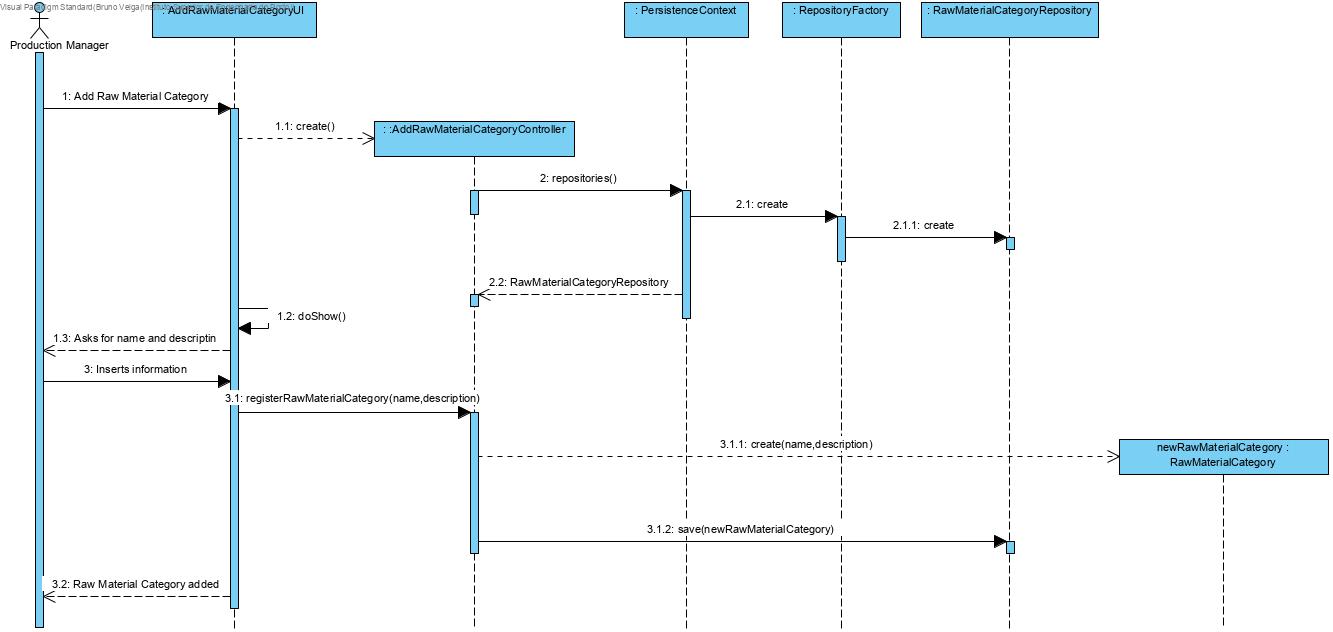 Visual Paradigm Standard(Bruno Veiga(Instituto
: AddRawMaterialCategoryUI
: PersistenceContext
: RepositoryFactory
: RawMaterialCategoryRepository
Production Manager
1: Add Raw Material Category
1.1: create()
: :AddRawMaterialCategoryController
2: repositories()
2.1: create
2.1.1: create
2.2: RawMaterialCategoryRepository
1.2: doShow()
1.3: Asks for name and descriptin
3: Inserts information
3.1: registerRawMaterialCategory(name,description)
3.1.1: create(name,description)
newRawMaterialCategory :
RawMaterialCategory
3.1.2: save(newRawMaterialCategory)
3.2: Raw Material Category added